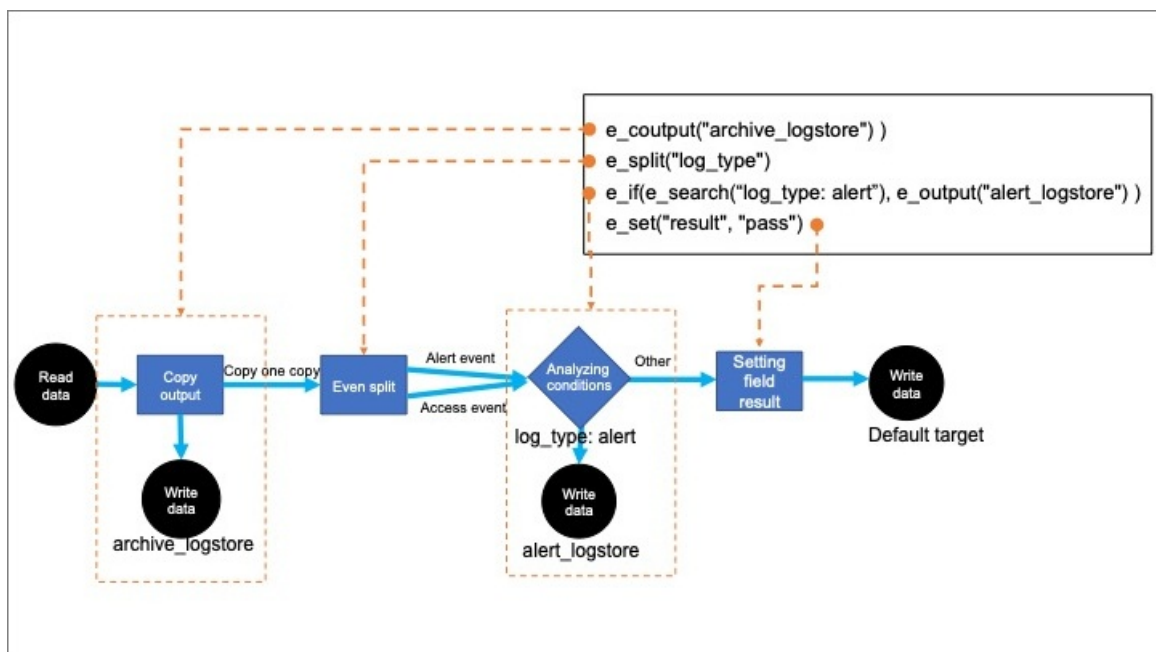 e_coutput("archive_logstore") )
e_split("log_type")
e_if(e_search(“log_type: alert”), e_output("alert_logstore") )
e_set("result", "pass")
Read
data
Copy
output
Copy one copy
Even split
Alert event
Access event
Analyzing
conditions
Other
Setting
field
result
Write
data
Default target
log_type: alert
Write
data
archive_logstore
Write
data
alert_logstore